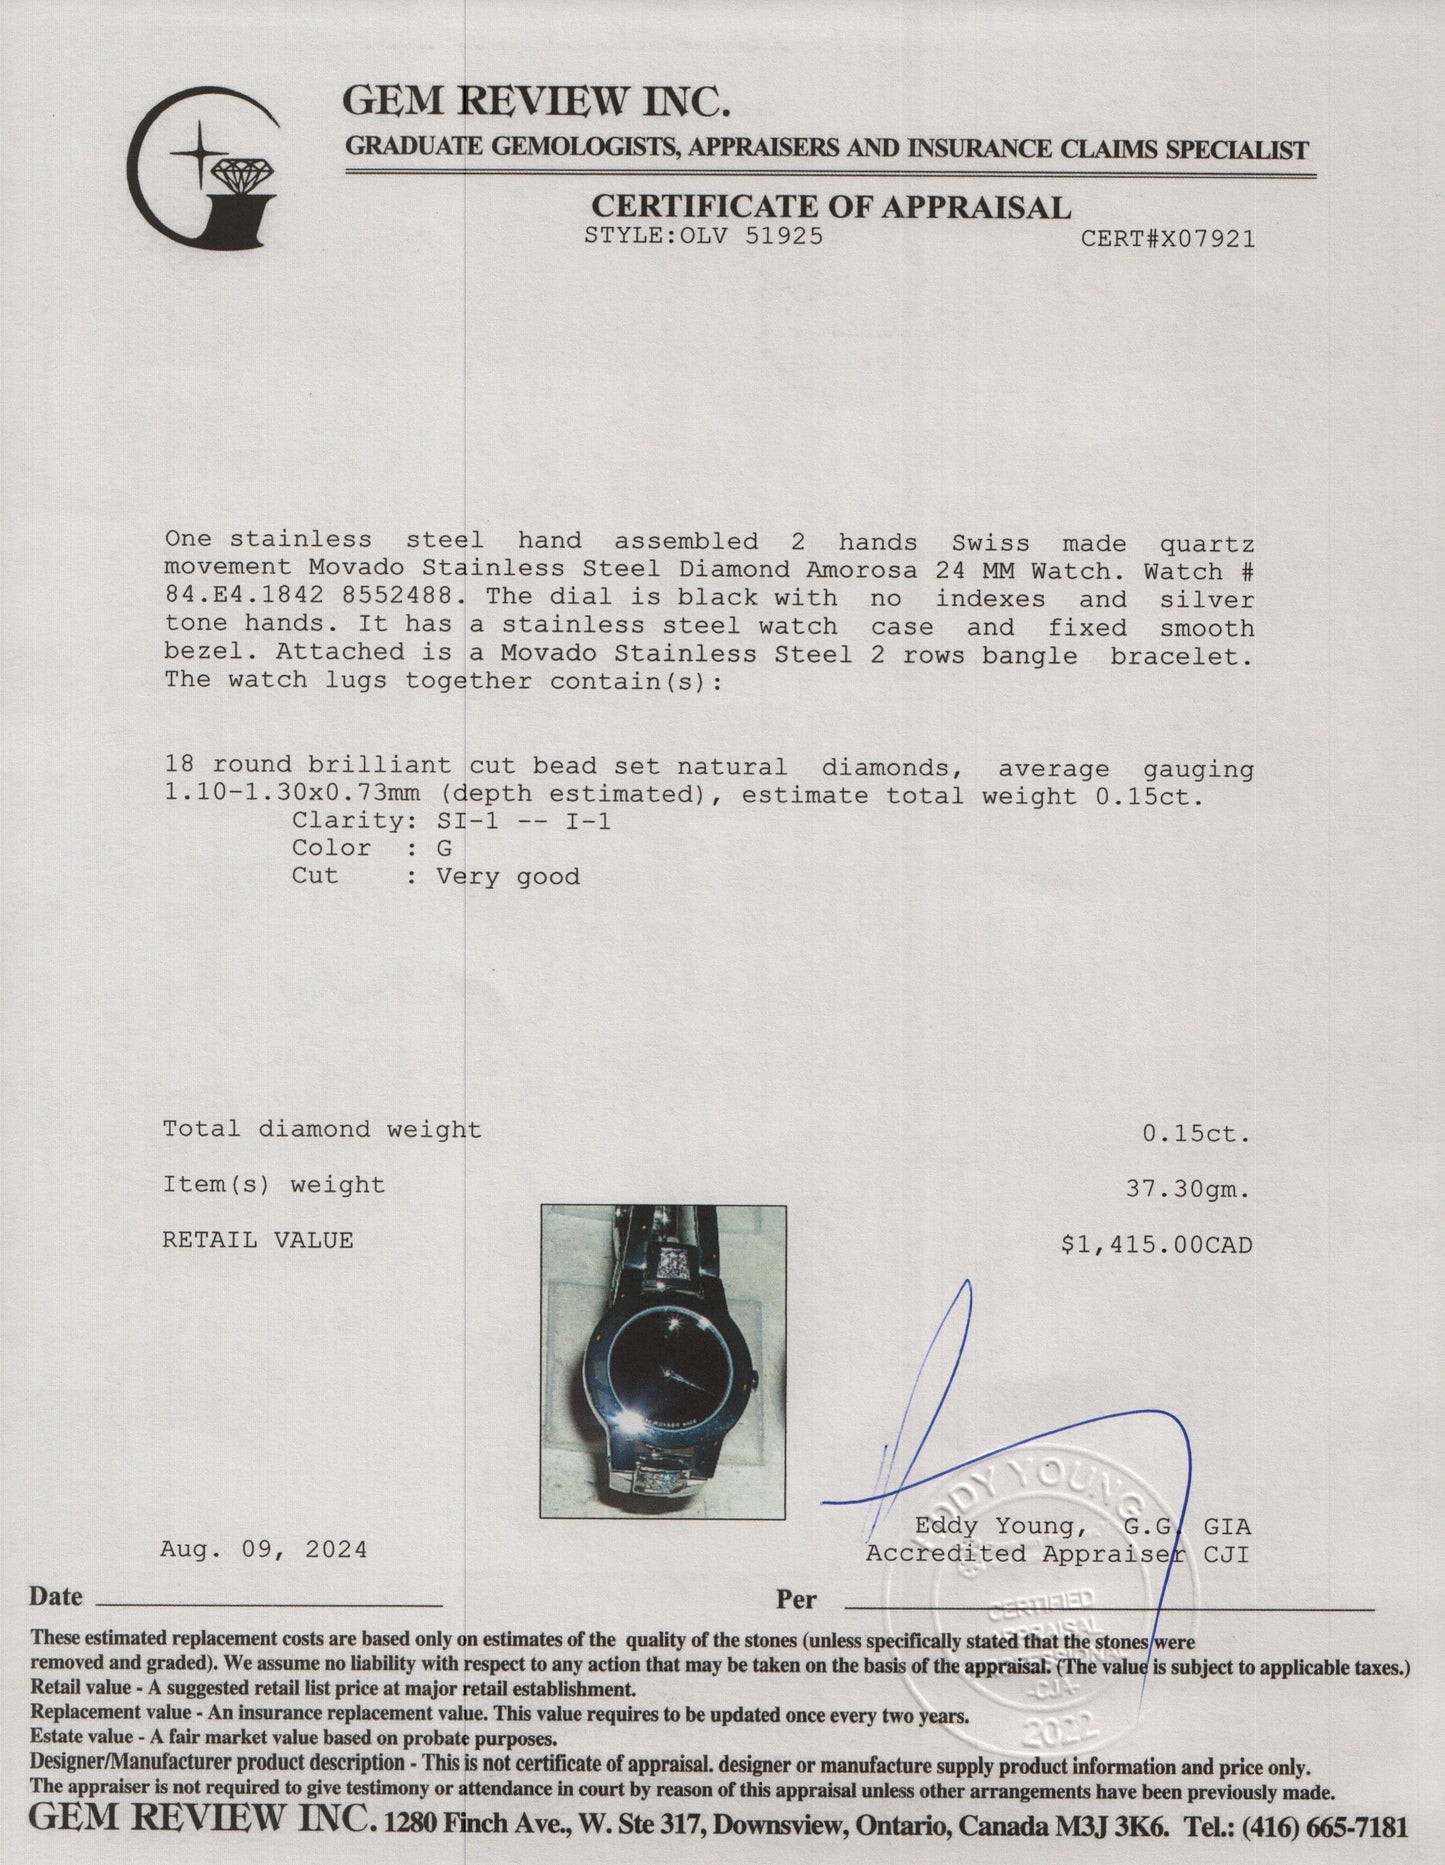 GEM REVIEW INC.
GRADUATE GEMOLOGISTS, APPRAISERS AND INSURANCE CLAIMS SPECIALIST
CERTIFICATE OF APPRAISAL
STYLE:OLV 51925
CERT#X07921
One stainless steel hand assembled 2 hands Swiss made quartz
movement Movado Stainless Steel Diamond Amorosa 24 MM Watch. Watch #
84.E4.1842 8552488. The dial is black with no indexes and silver
tone hands. It has a stainless steel watch case and fixed smooth
bezel. Attached is a Movado Stainless Steel 2 rows bangle bracelet.
The watch lugs together contain(s):
18 round brilliant cut bead set natural diamonds, average gauging
1.10-1.30x0.73mm (depth estimated), estimate total weight 0.15ct.
Clarity: SI-1 -- I-1
Color : G
Cut : Very good
Total diamond weight 0.15ct.
Item(s) weight 37.30gm.
RETAIL VALUE $1,415.00CAD
MOVADO
EDDY YOUNG
Eddy Young, G.G. GIA
Accredited Appraiser CJI
Aug. 09, 2024
Date
Per
CERTIFIED
APPRAISAL
PROFESSIONAL
-CJA-
2022
These estimated replacement costs are based only on estimates of the quality of the stones (unless specifically stated that the stones were
removed and graded). We assume no liability with respect to any action that may be taken on the basis of the appraisal. (The value is subject to applicable taxes.)
Retail value - A suggested retail list price at major retail establishment.
Replacement value - An insurance replacement value. This value requires to be updated once every two years.
Estate value - A fair market value based on probate purposes.
Designer/Manufacturer product description - This is not certificate of appraisal. designer or manufacture supply product information and price only.
The appraiser is not required to give testimony or attendance in court by reason of this appraisal unless other arrangements have been previously made.
GEM REVIEW INC. 1280 Finch Ave., W. Ste 317, Downsview, Ontario, Canada M3J 3K6. Tel.: (416) 665-7181